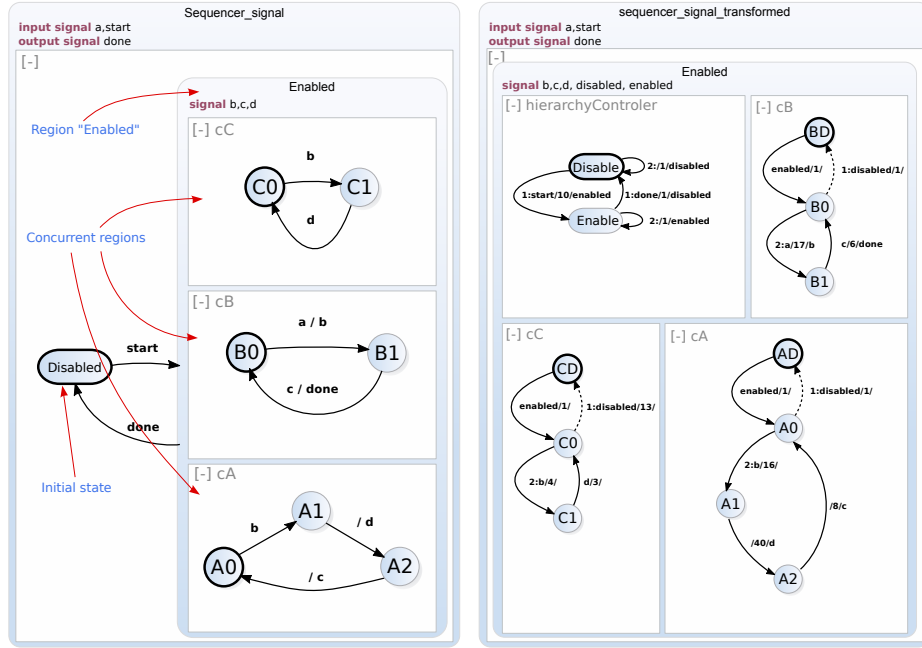 Sequencer_signal
input signal a,start
output signal done
[-]
Enabled
signal b,c,d
Region "Enabled"
[-] cC
b
C0
C1
d
Concurrent regions
[-] cB
a / b
B0
B1
c / done
start
Disabled
done
[-] cA
Initial state
b
A1
/ d
A0
A2
/ c
sequencer_signal_transformed
input signal a,start
output signal done
[-]
Enabled
signal b,c,d, disabled, enabled
[-] hierarchyControler
Disable
2:/1/disabled
1:start/10/enabled
1:done/1/disabled
Enable
2:/1/enabled
[-] cB
BD
enabled/1/
1:disabled/1/
B0
2:a/17/b
c/6/done
B1
[-] cC
CD
enabled/1/
1:disabled/13/
C0
2:b/4/
d/3/
C1
[-] cA
AD
enabled/1/
1:disabled/1/
A0
2:b/16/
A1
/8/c
/40/d
A2